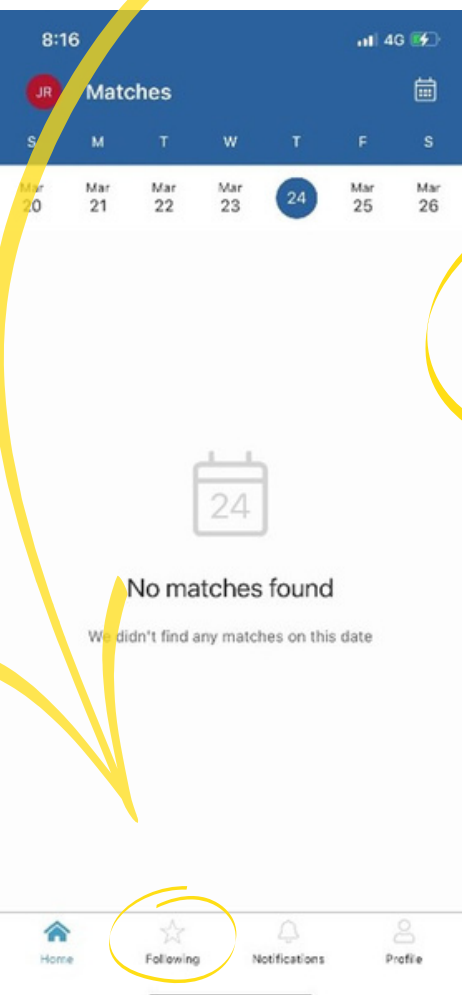 8:16 4G
JR Matches
S M T W T F S
Mar Mar Mar Mar Mar Mar
20 21 22 23 24 25 26
24
No matches found
We didn't find any matches on this date
Home Following Notifications Profile